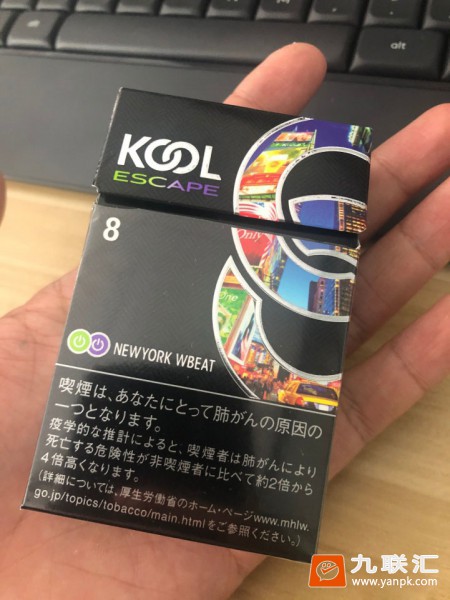 alt
KOOL
ESCAPE
8
NEWYORK WBEAT
喫煙は、あなたにとって肺がんの原因の
一つとなります。
疫学的な推計によると、喫煙者は肺がんにより
死亡する危険性が非喫煙者に比べて約2倍から
4倍高くなります。
(詳細については、厚生労働省のホーム・ページwww.mhlw.
go.jp/topics/tobacco/main.htmlをご参照ください。)
九联汇
www.yanpk.com